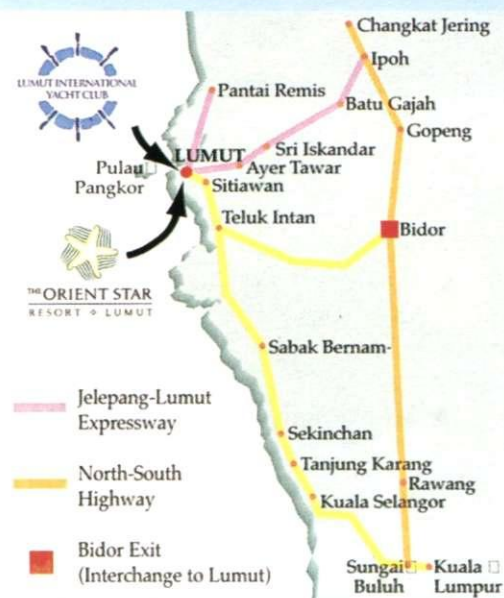 Changkat Jering
Ipoh
LUMUT INTERNATIONAL
YACHT CLUB
Pantai Remis
Batu Gajah
Gopeng
Sri Iskandar
LUMUT
Ayer Tawar
Pulau
Pangkor
Sitiawan
Teluk Intan
Bidor
THE ORIENT STAR
RESORT LUMUT
Sabak Bernam
Jelepang-Lumut
Expressway
Sekinchan
North-South
Highway
Tanjung Karang
Rawang
Kuala Selangor
Bidor Exit
(Interchange to Lumut)
Sungai
Buluh
Kuala
Lumpur